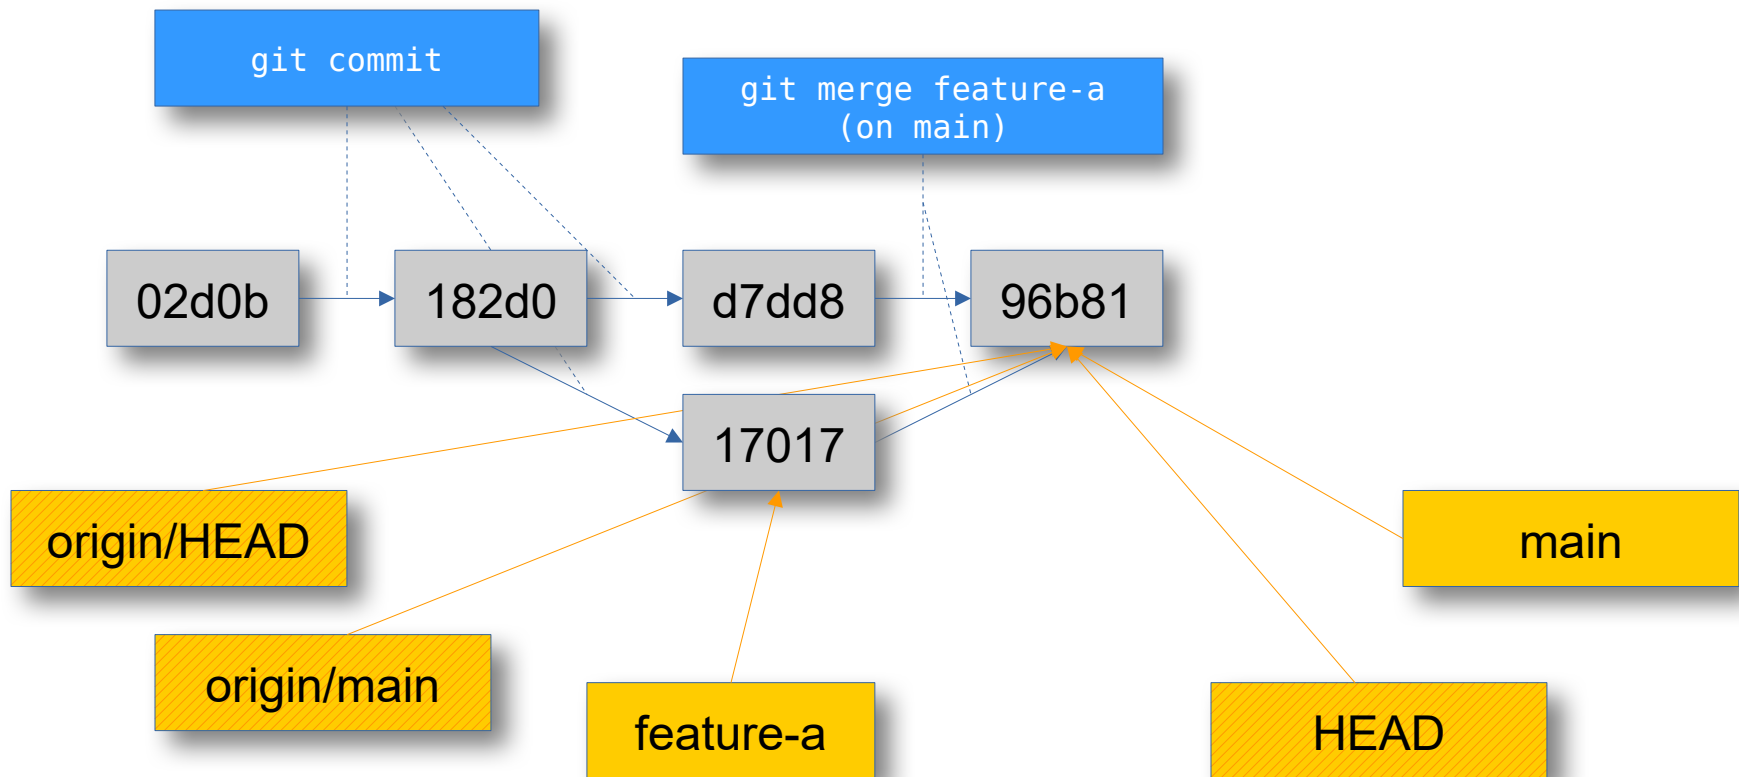 git commit
git merge feature-a
(on main)
02d0b
182d0
d7dd8
96b81
17017
origin/HEAD
main
origin/main
feature-a
HEAD